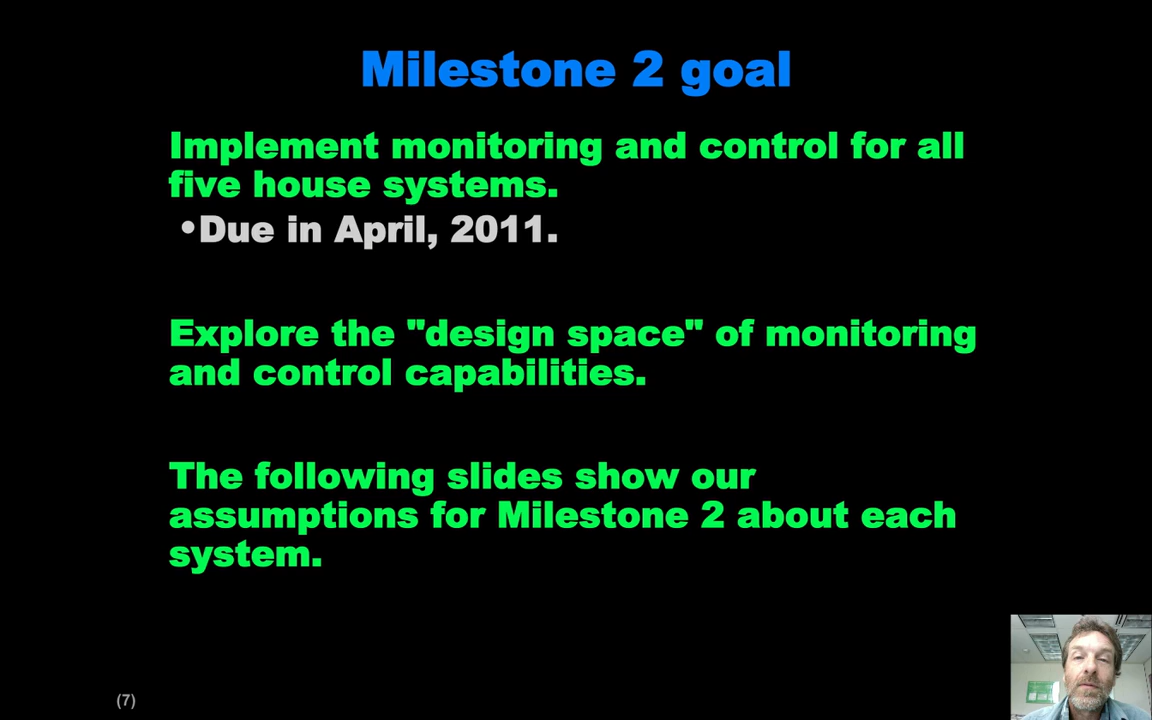 Milestone 2 goal
Implement monitoring and control for all
five house systems.
•Due in April, 2011.
Explore the "design space" of monitoring
and control capabilities.
The following slides show our
assumptions for Milestone 2 about each
system.
(7)